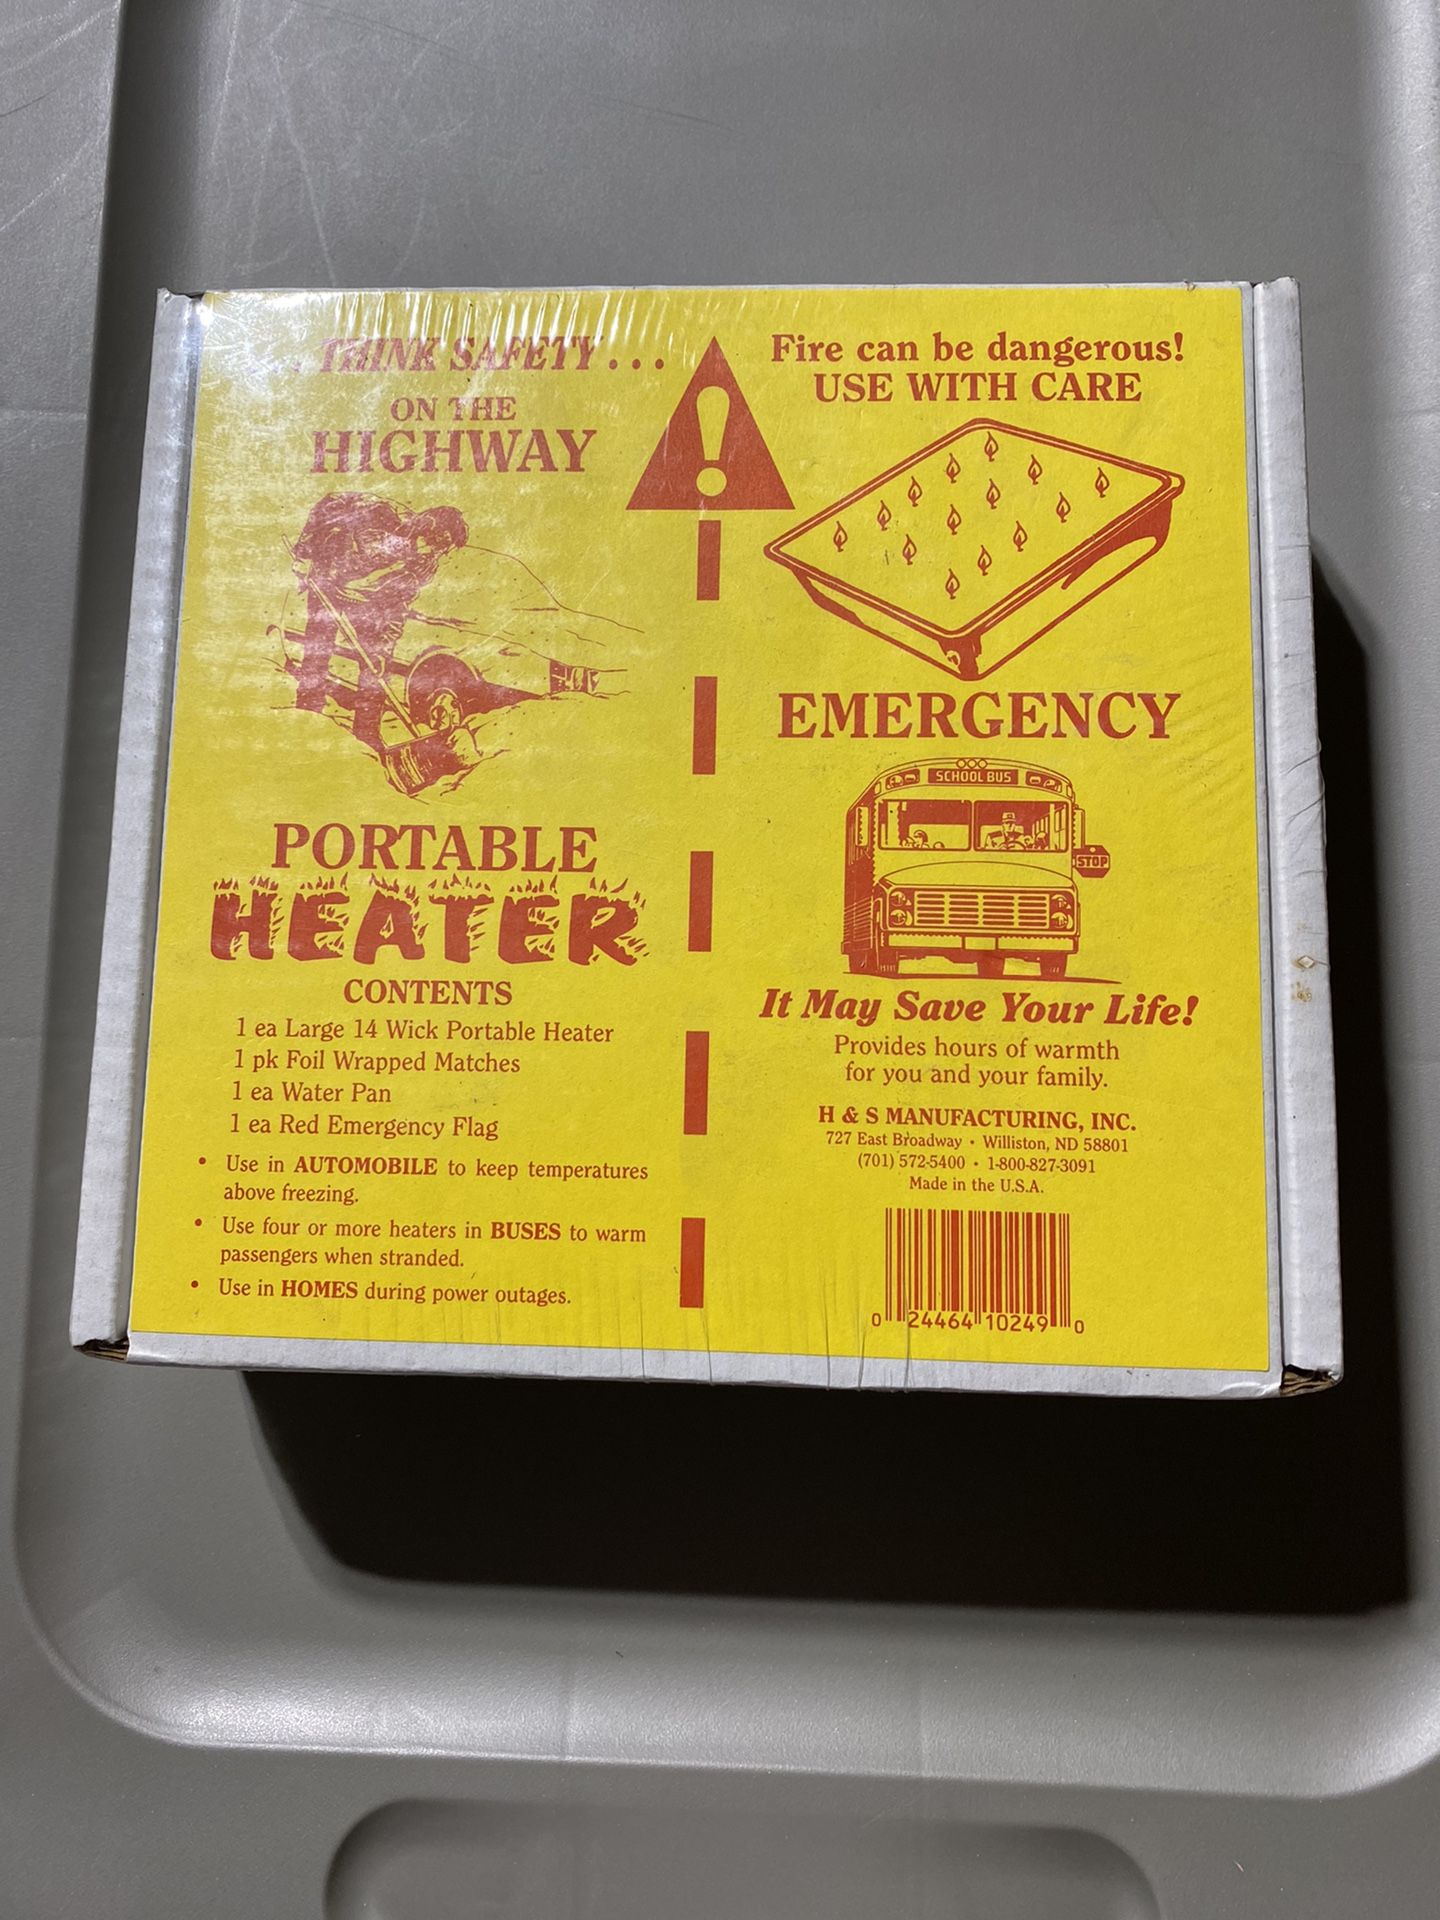 . . . THINK SAFETY . . .
ON THE
HIGHWAY
PORTABLE
HEATER
CONTENTS
1 ea Large 14 Wick Portable Heater
1 pk Foil Wrapped Matches
1 ea Water Pan
1 ea Red Emergency Flag
• Use in AUTOMOBILE to keep temperatures
above freezing.
• Use four or more heaters in BUSES to warm
passengers when stranded.
• Use in HOMES during power outages.
!
Fire can be dangerous!
USE WITH CARE
EMERGENCY
SCHOOL BUS
STOP
It May Save Your Life!
Provides hours of warmth
for you and your family.
H & S MANUFACTURING, INC.
727 East Broadway • Williston, ND 58801
(701) 572-5400 • 1-800-827-3091
Made in the U.S.A.
0 24464 10249 0